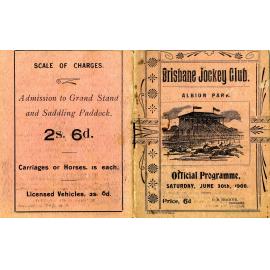 SCALE OF CHARGES.
Admission to Grand Stand
and Saddling Paddock,
2s. 6d.
Carriages or Horses, 1s. each.
Licensed Vehicles, 2s. 6d.
Brisbane Jockey Club.
ALBION PARK.
Official Programme.
SATURDAY, JUNE 30th, 1900.
Price, 6d